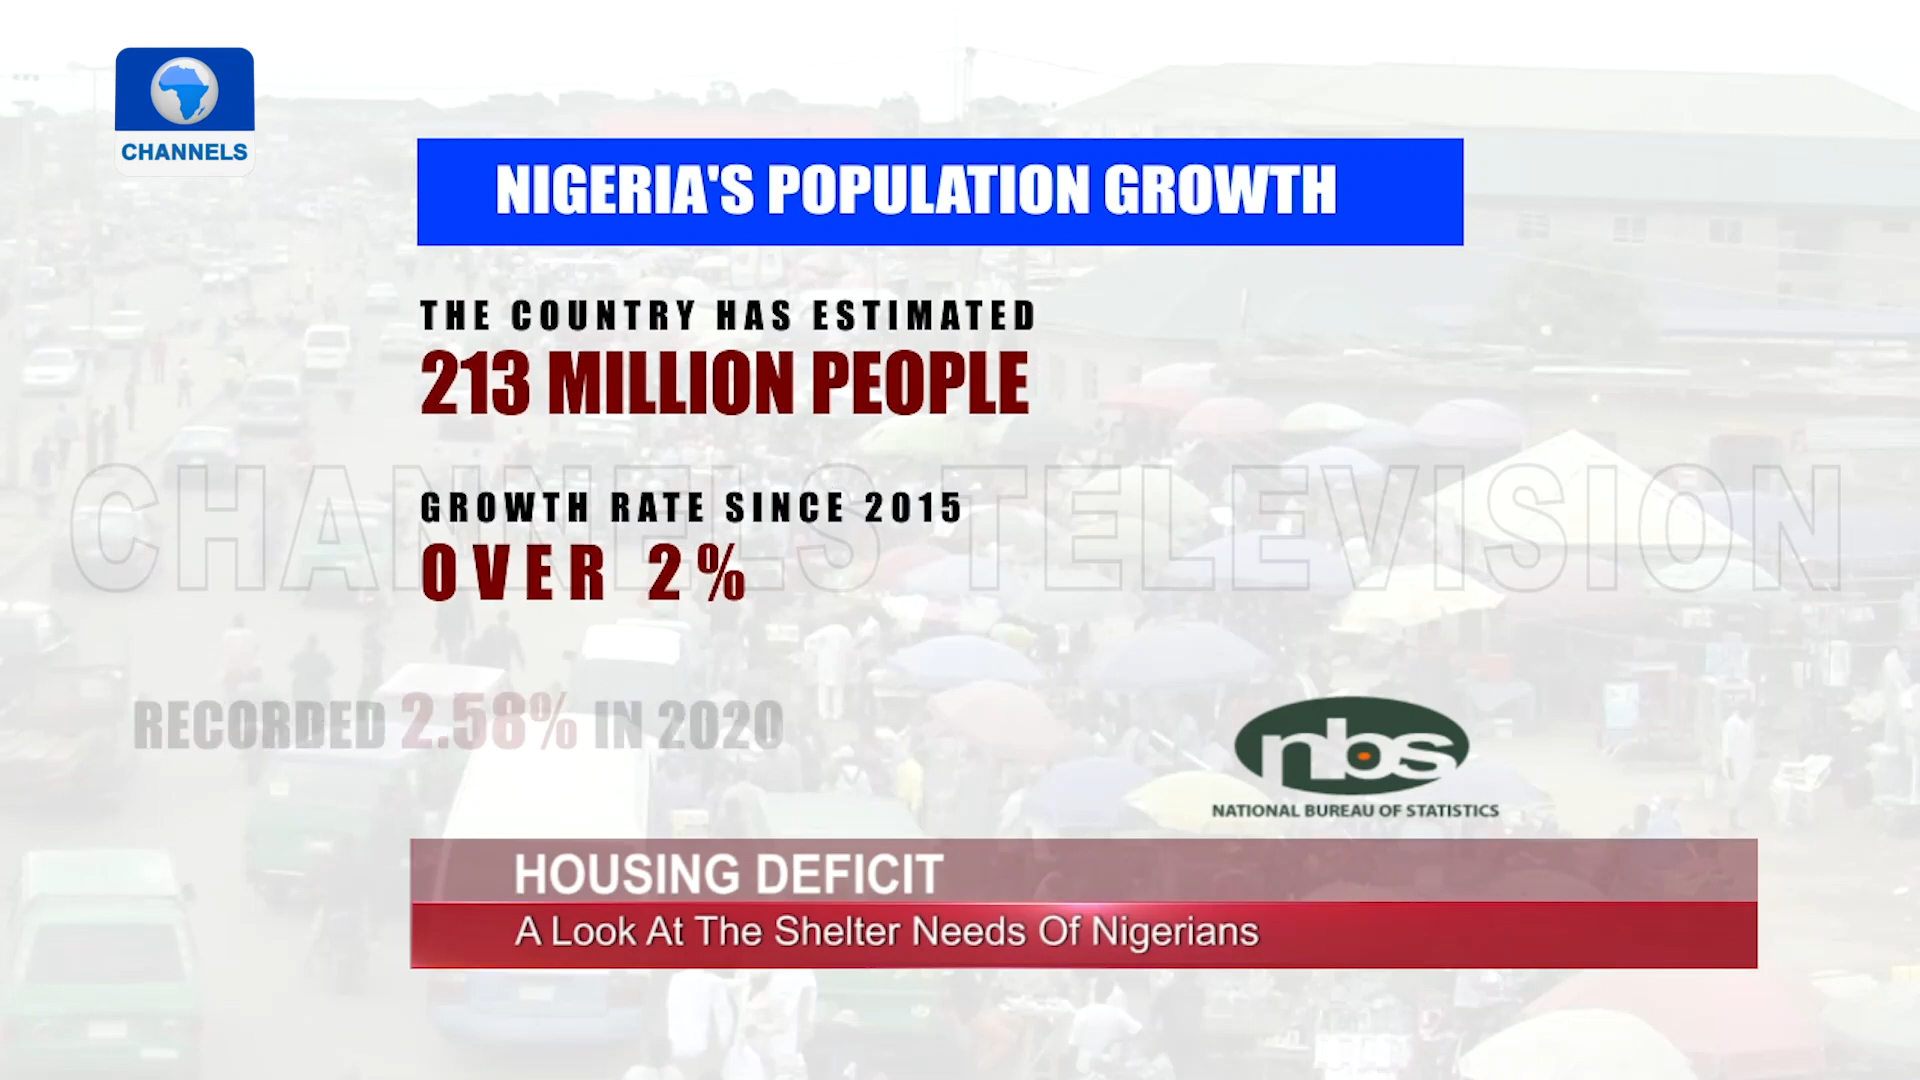 CHANNELS
NIGERIA'S POPULATION GROWTH
THE COUNTRY HAS ESTIMATED
213 MILLION PEOPLE
CHANNELS TELEVISION
GROWTH RATE SINCE 2015
OVER 2%
RECORDED 2.58% IN 2020
nbs
NATIONAL BUREAU OF STATISTICS
HOUSING DEFICIT
A Look At The Shelter Needs Of Nigerians